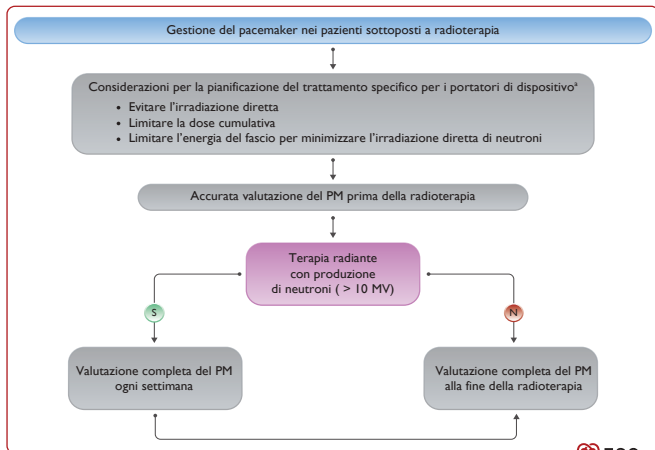 Gestione del pacemaker nei pazienti sottoposti a radioterapia
Considerazioni per la pianificazione del trattamento specifico per i portatori di dispositivoª
• Evitare l'irradiazione diretta
• Limitare la dose cumulativa
• Limitare l'energia del fascio per minimizzare l'irradiazione diretta di neutroni
Accurata valutazione del PM prima della radioterapia
Terapia radiante
con produzione
di neutroni ( > 10 MV)
S
N
Valutazione completa del PM
ogni settimana
Valutazione completa del PM
alla fine della radioterapia